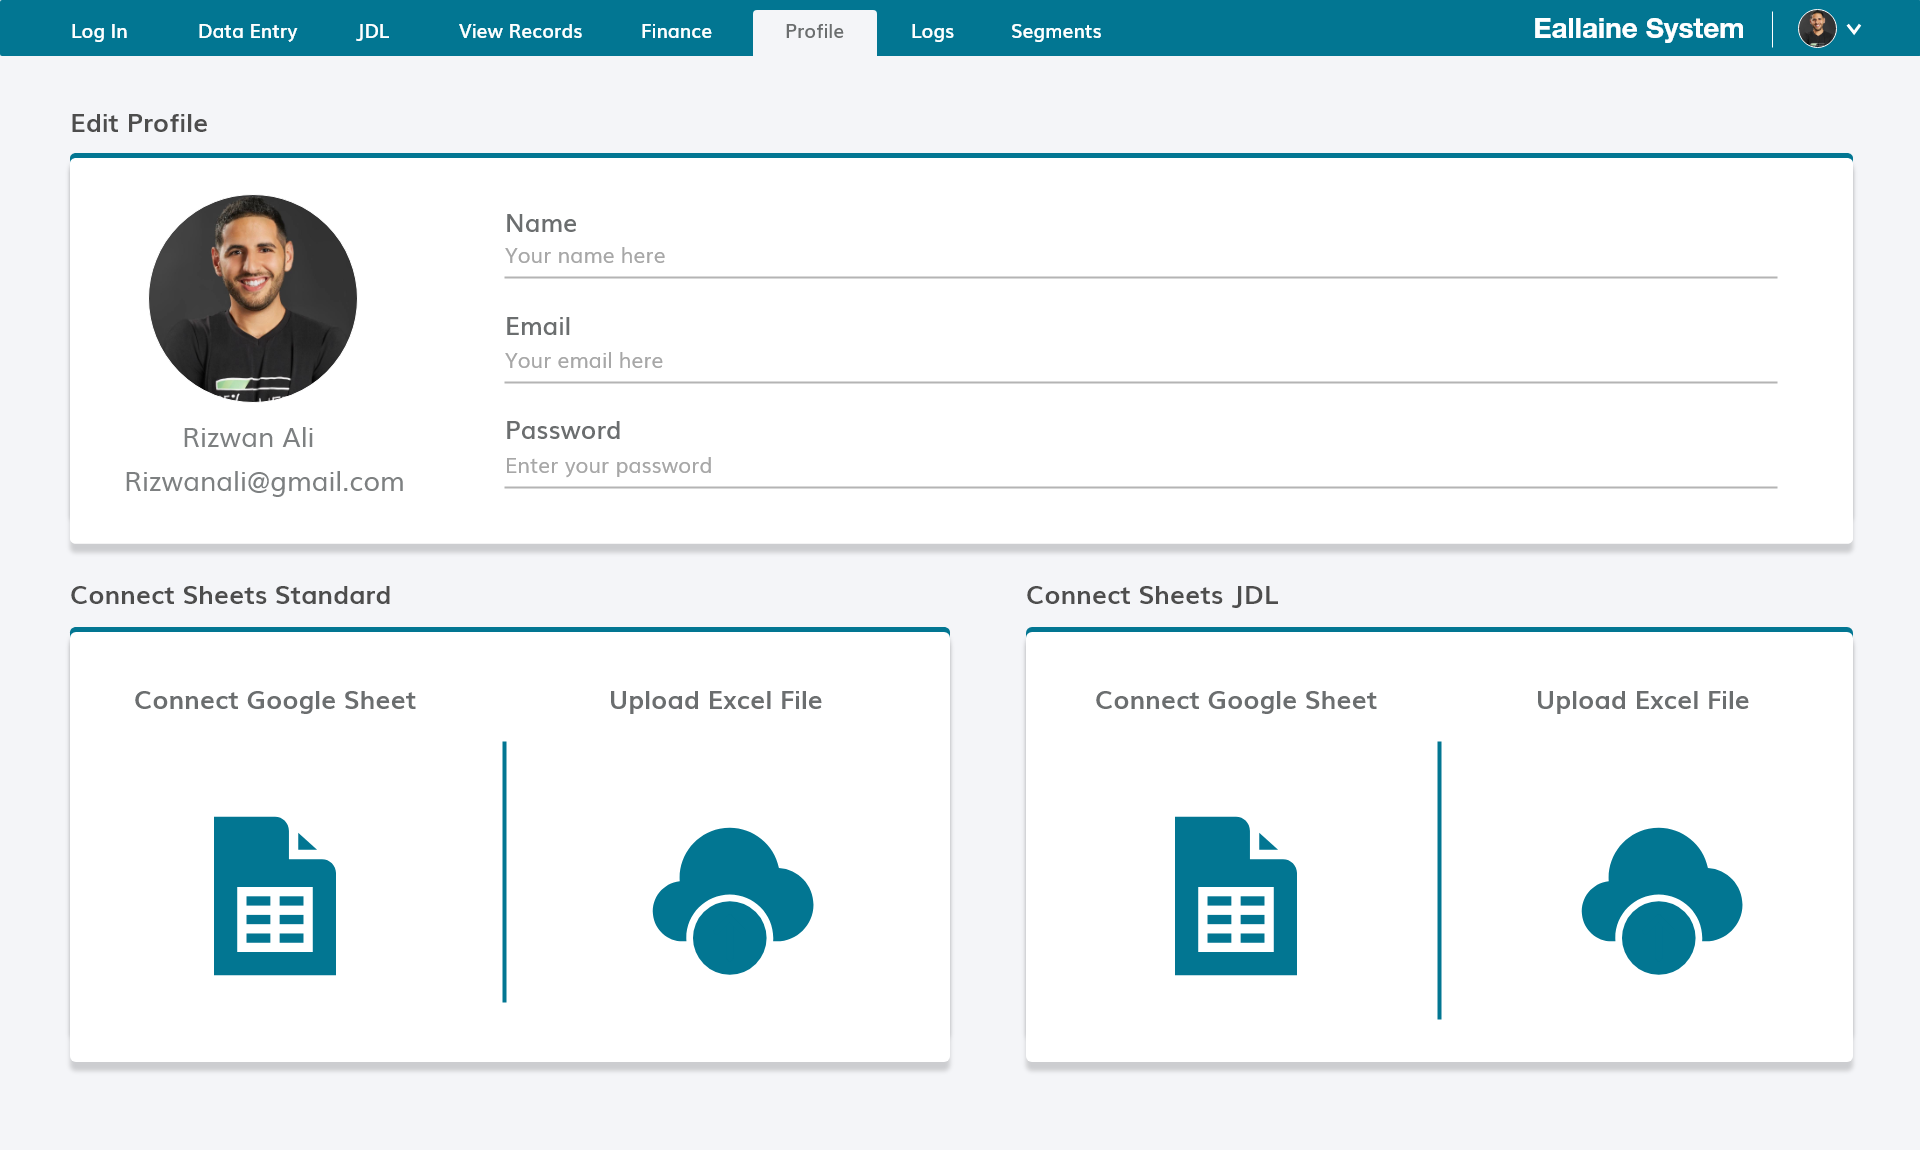 Log In
Data Entry
JDL
View Records
Finance
Profile
Logs
Segments
Eallaine System
Edit Profile
Rizwan Ali
Rizwanali@gmail.com
Name
Your name here
Email
Your email here
Password
Enter your password
Connect Sheets Standard
Connect Google Sheet
Upload Excel File
Connect Sheets JDL
Connect Google Sheet
Upload Excel File